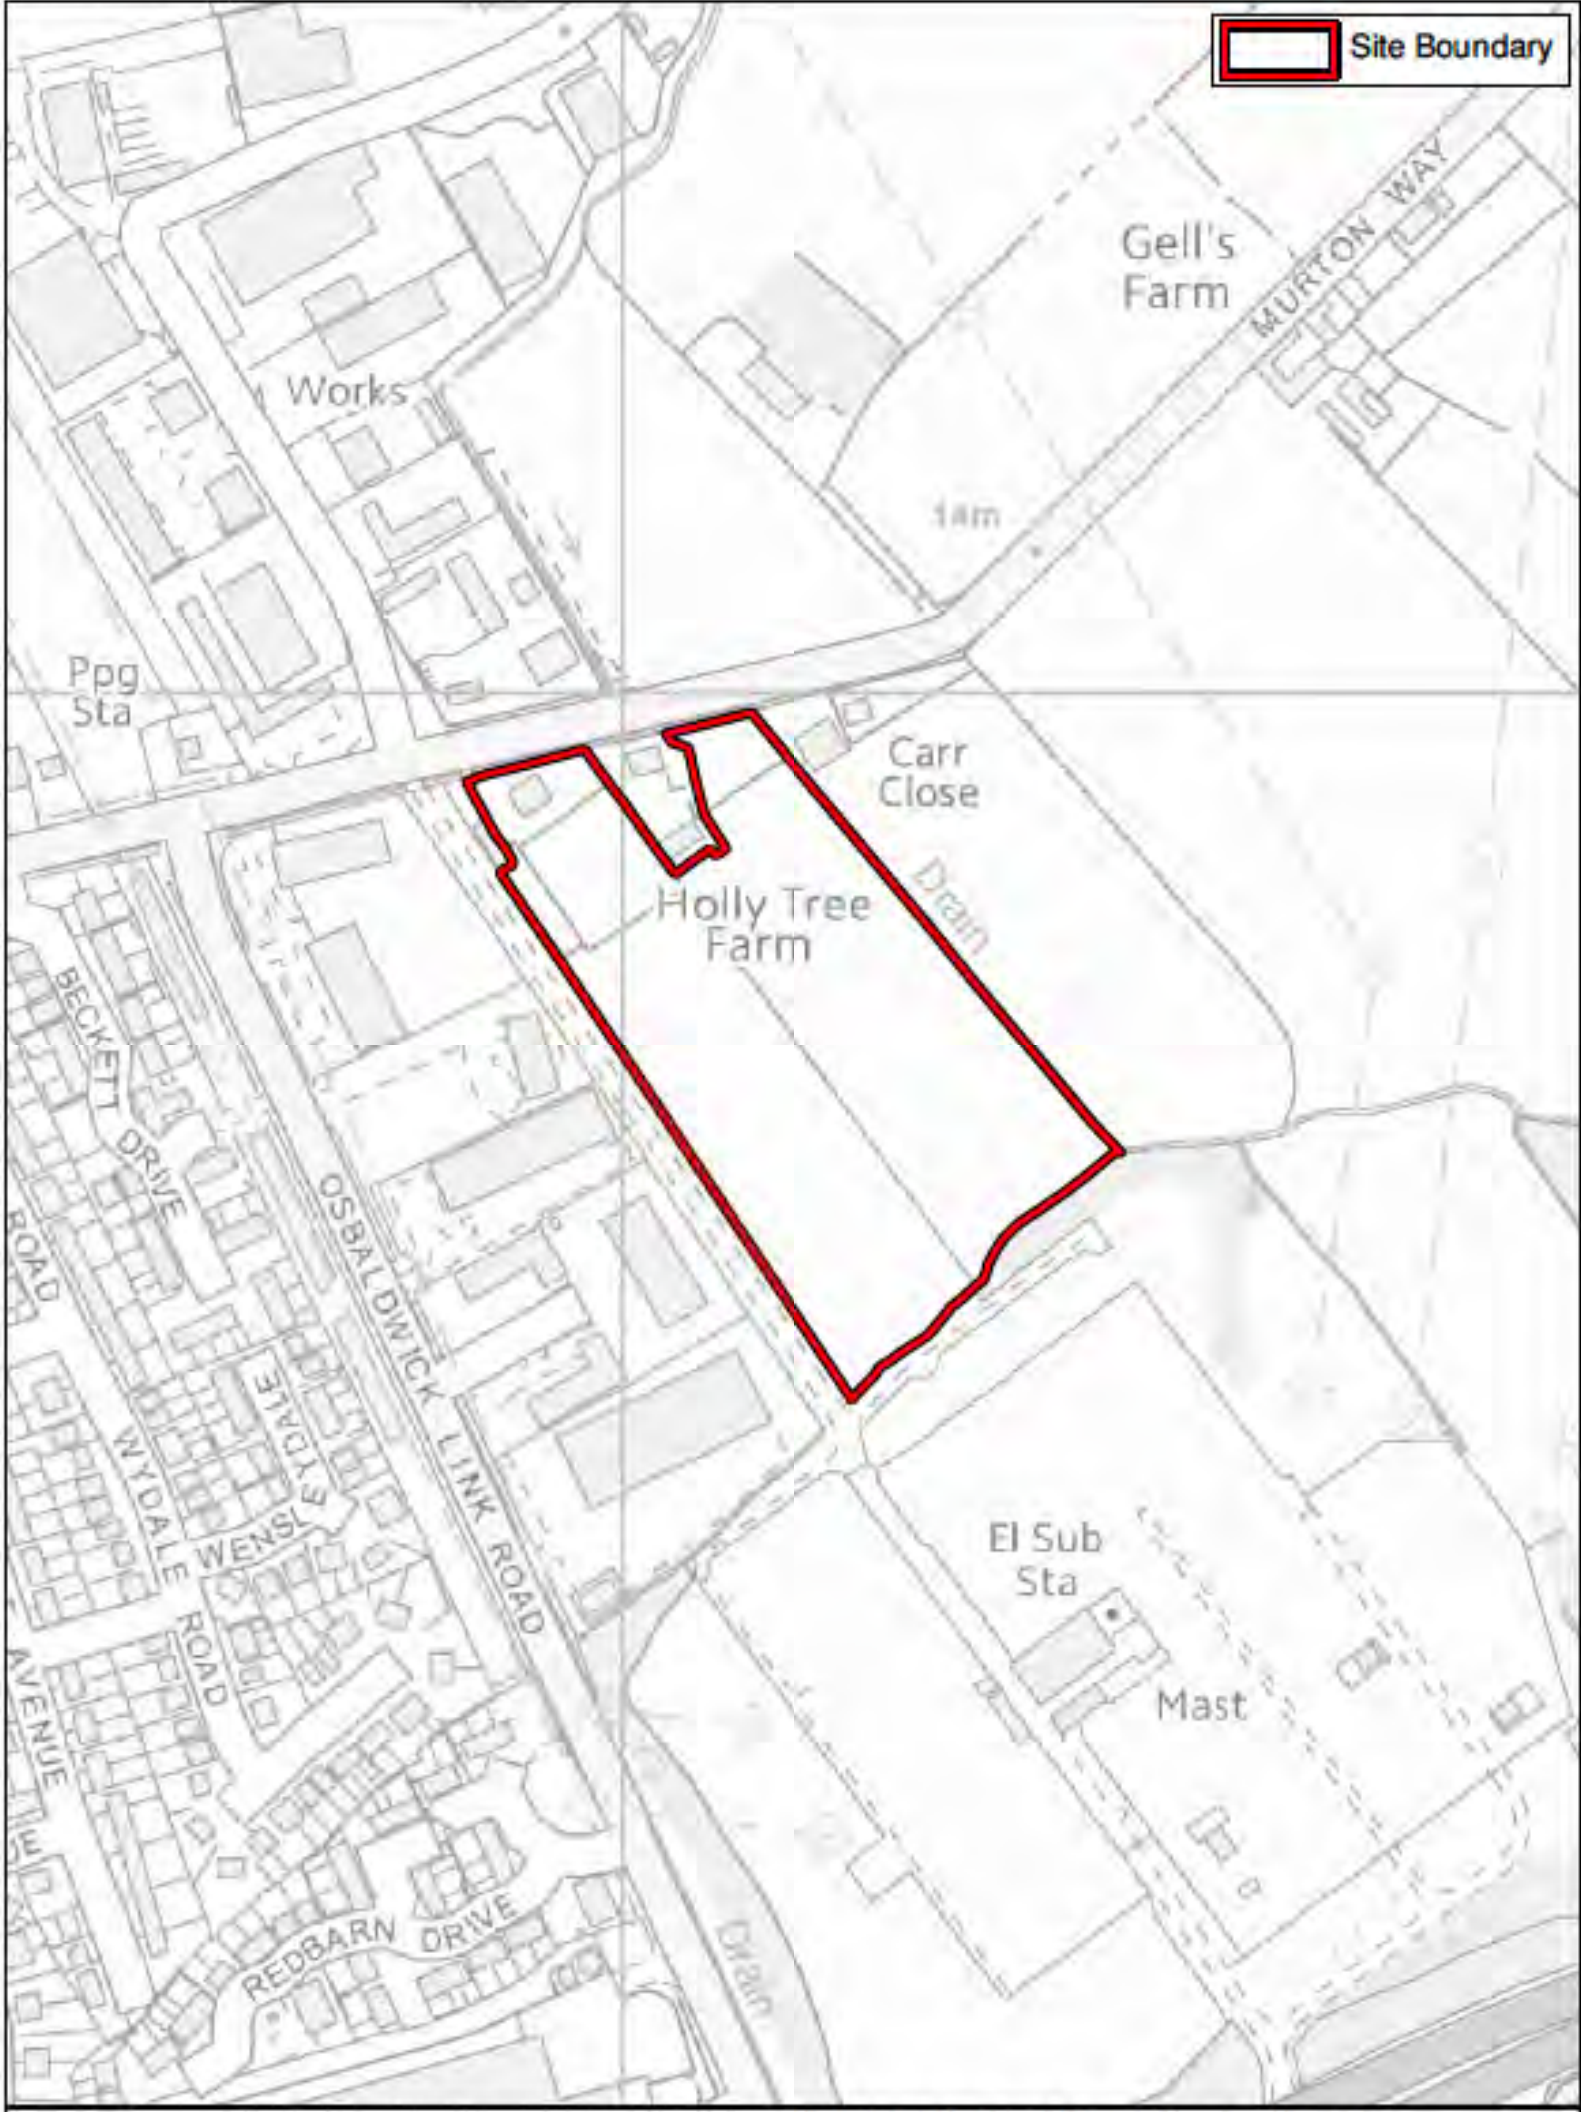 Site Boundary
Gell's
Farm
MURTON WAY
Works
14m
Ppg
Sta
Carr
Close
Drain
Holly Tree
Farm
BECKETT DRIVE
OSBALDWICK LINK ROAD
ROAD
WYDALE ROAD
WENSLEYDALE
El Sub
Sta
Mast
AVENUE
REDBARN DRIVE
Drain